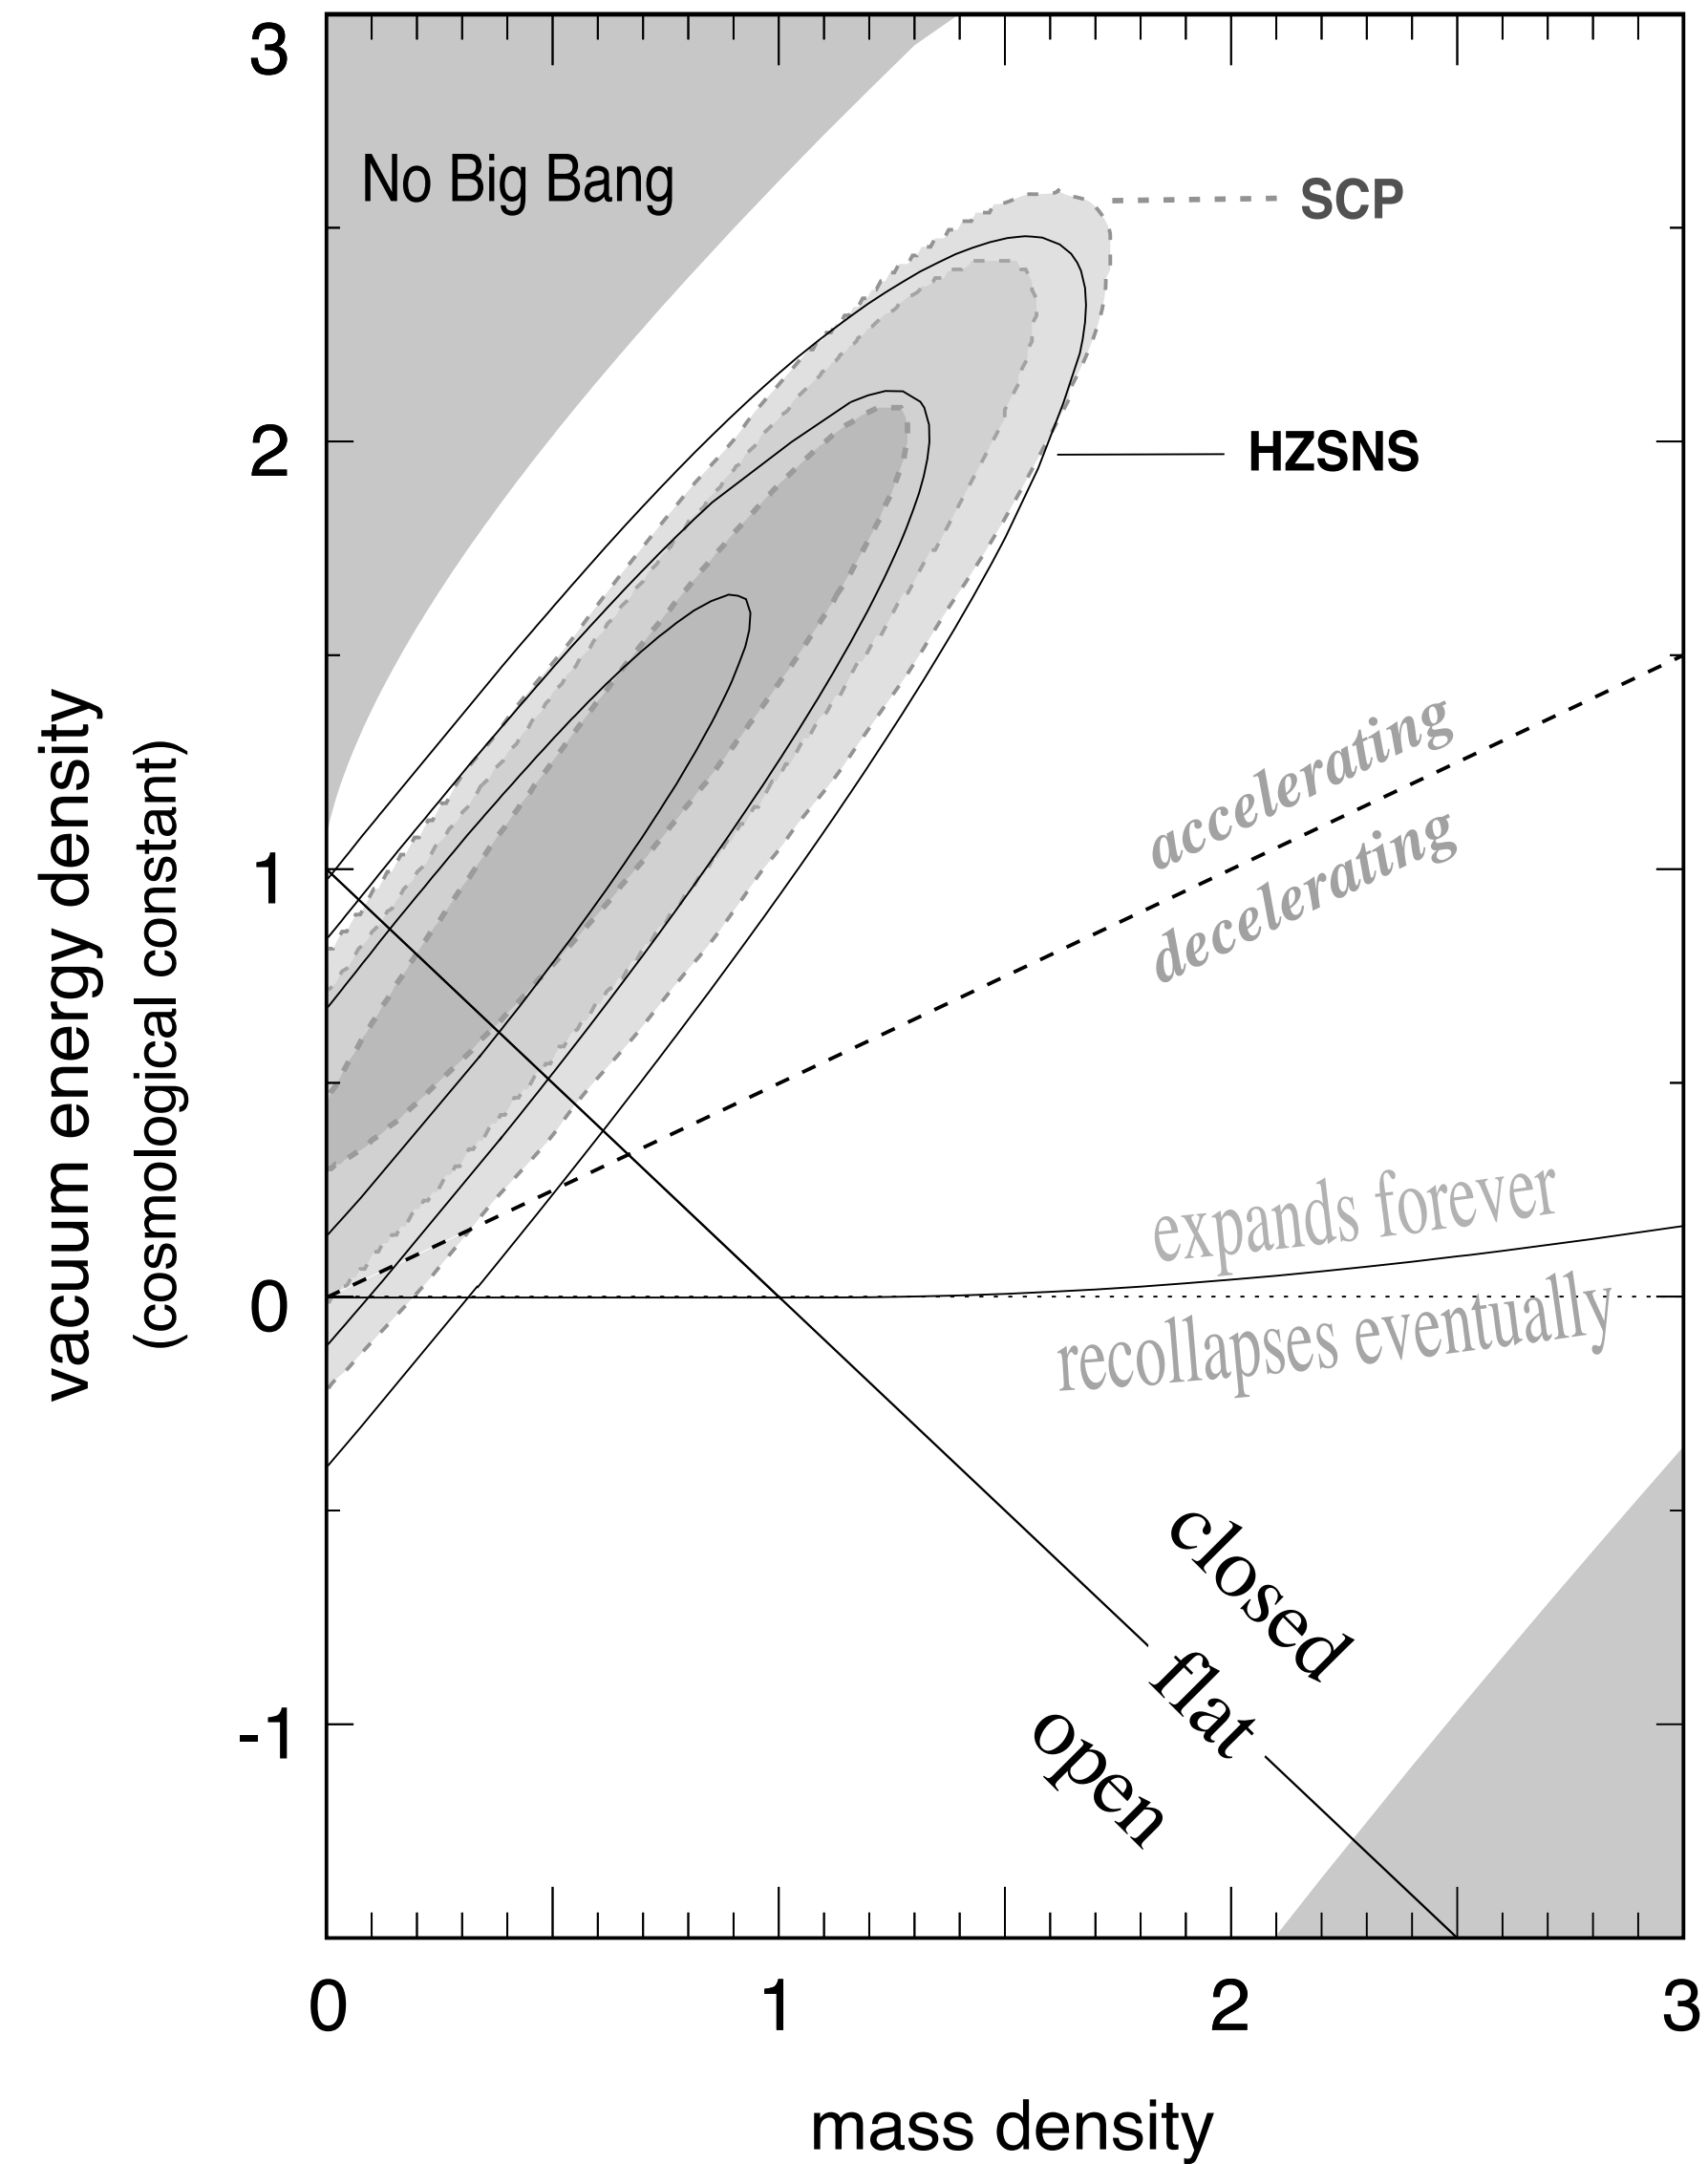 3
No Big Bang
SCP
2
HZSNS
vacuum energy density
(cosmological constant)
accelerating
decelerating
1
expands forever
0
recollapses eventually
closed
flat
open
-1
0 1 2 3
mass density